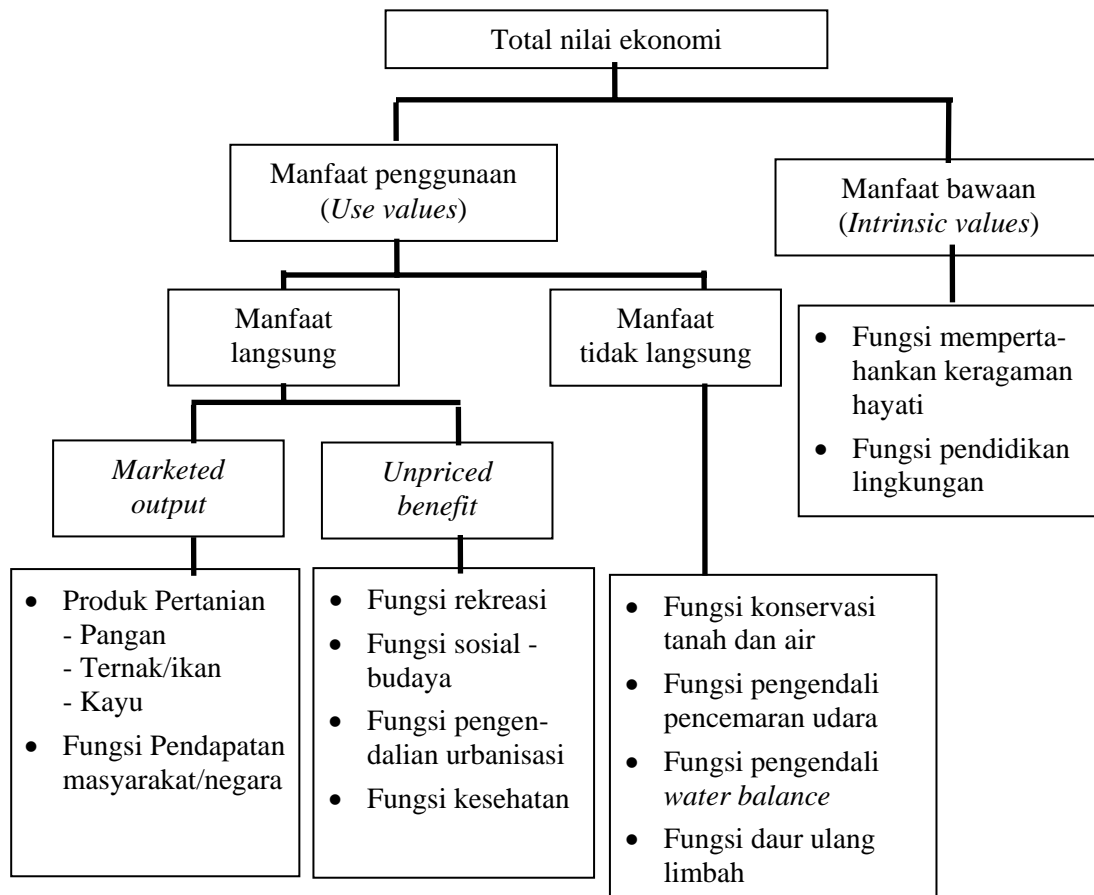 Total nilai ekonomi
Manfaat penggunaan
(Use values)
Manfaat bawaan
(Intrinsic values)
Manfaat
langsung
Manfaat
tidak langsung
• Fungsi memperta-
hankan keragaman
hayati
• Fungsi pendidikan
lingkungan
Marketed
output
Unpriced
benefit
• Produk Pertanian
- Pangan
- Ternak/ikan
- Kayu
• Fungsi Pendapatan
masyarakat/negara
• Fungsi rekreasi
• Fungsi sosial -
budaya
• Fungsi pengen-
dalian urbanisasi
• Fungsi kesehatan
• Fungsi konservasi
tanah dan air
• Fungsi pengendali
pencemaran udara
• Fungsi pengendali
water balance
• Fungsi daur ulang
limbah